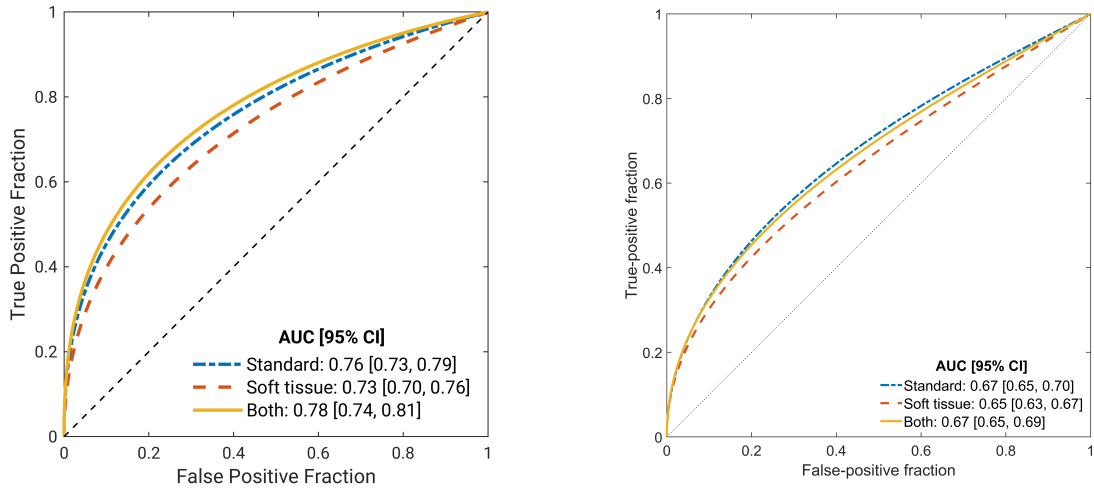 1
0.8
0.6
0.4
0.2
0
0 0.2 0.4 0.6 0.8 1
True Positive Fraction
False Positive Fraction
AUC [95% CI]
Standard: 0.76 [0.73, 0.79]
Soft tissue: 0.73 [0.70, 0.76]
Both: 0.78 [0.74, 0.81]
1
0.8
0.6
0.4
0.2
0
0 0.2 0.4 0.6 0.8 1
True-positive fraction
False-positive fraction
AUC [95% CI]
Standard: 0.67 [0.65, 0.70]
Soft tissue: 0.65 [0.63, 0.67]
Both: 0.67 [0.65, 0.69]